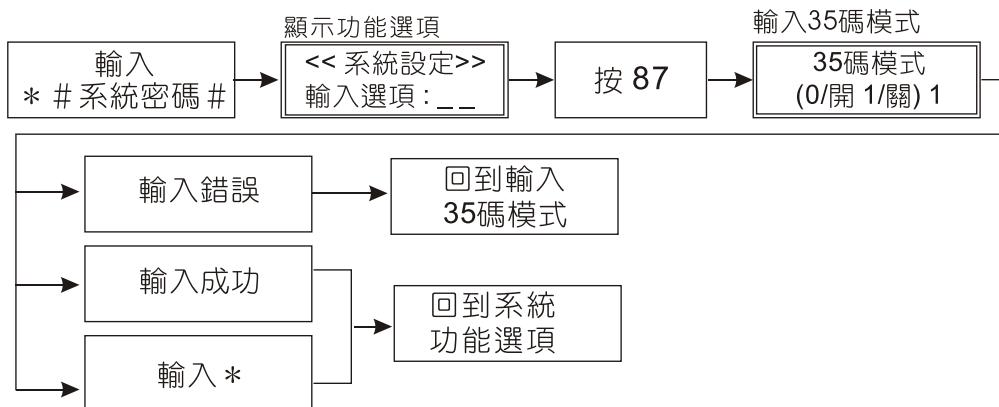 顯示功能選項
輸入35碼模式
輸入
＊＃系統密碼＃
<< 系統設定>>
輸入選項：_ _
按 87
35碼模式
(0/開 1/關) 1
輸入錯誤
回到輸入
35碼模式
輸入成功
回到系統
功能選項
輸入＊